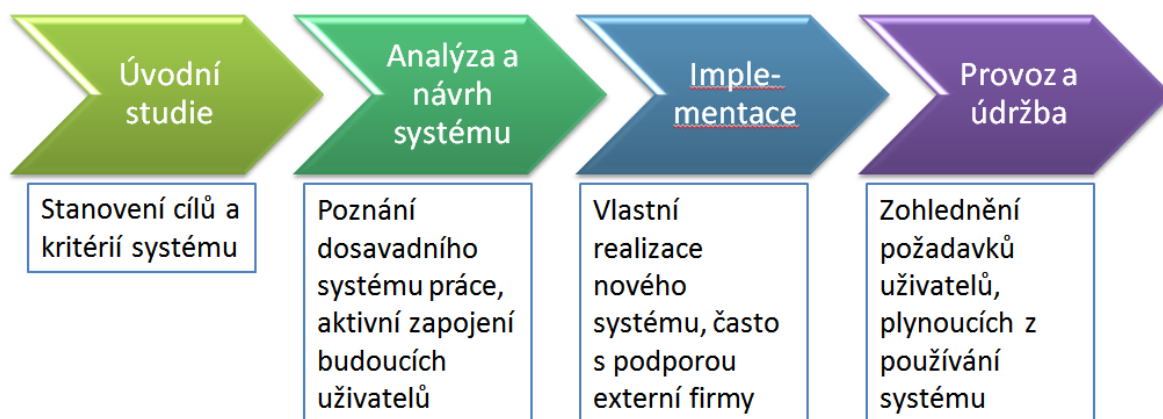 Úvodní
studie
Stanovení cílů a
kritérií systému
Analýza a
návrh
systému
Poznání
dosavadního
systému práce,
aktivní zapojení
budoucích
uživatelů
Imple-
mentace
Vlastní
realizace
nového
systému, často
s podporou
externí firmy
Provoz a
údržba
Zohlednění
požadavků
uživatelů,
plynoucích z
používání
systému